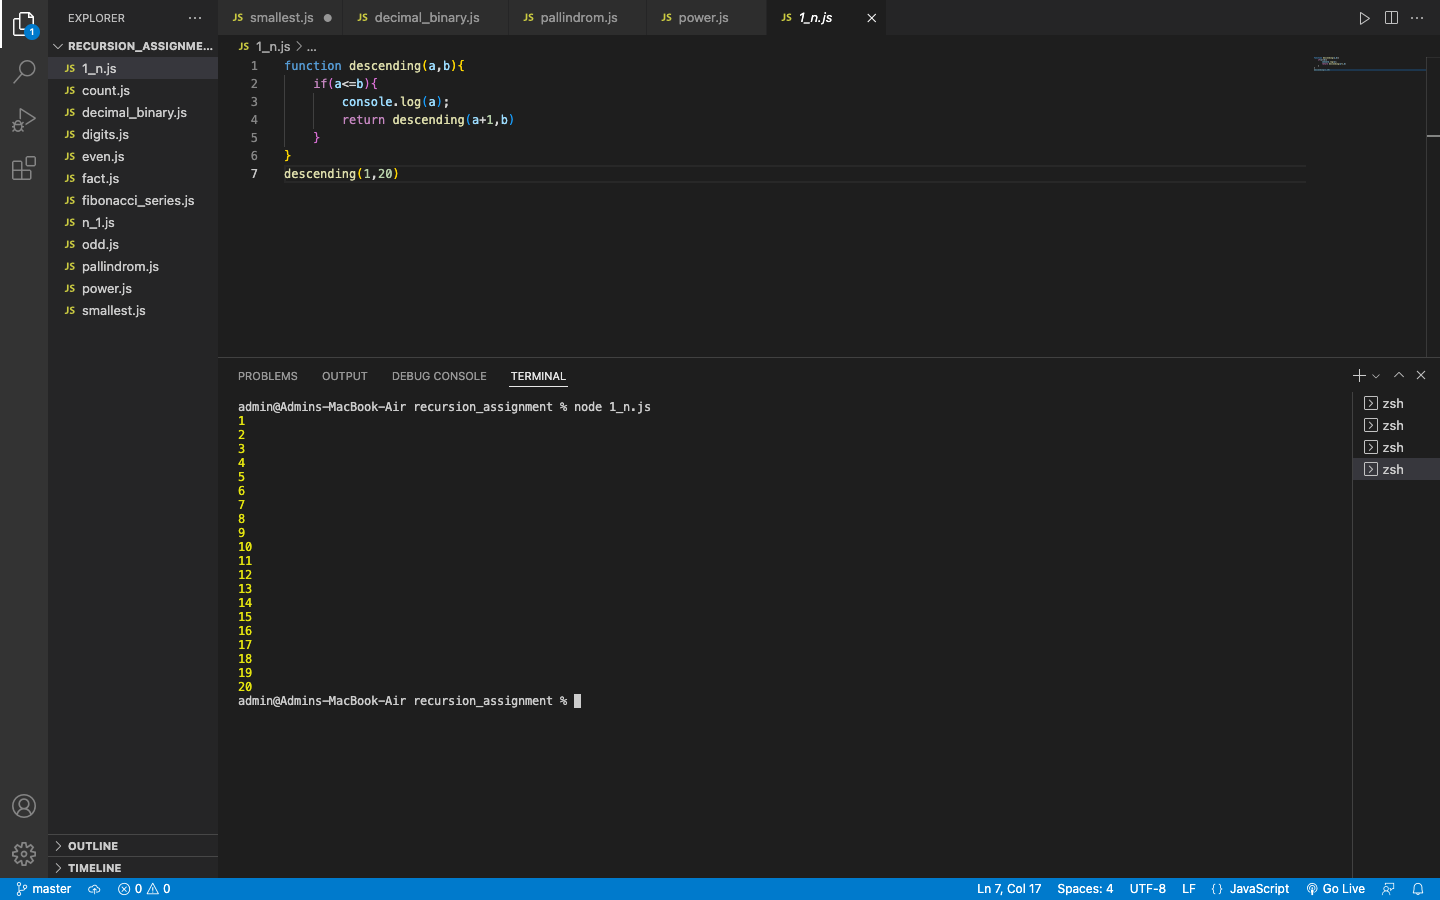 EXPLORER
1
RECURSION_ASSIGNME...
JS 1_n.js
JS count.js
JS decimal_binary.js
JS digits.js
JS even.js
JS fact.js
JS fibonacci_series.js
JS n_1.js
JS odd.js
JS pallindrom.js
JS power.js
JS smallest.js
OUTLINE
TIMELINE
JS smallest.js JS decimal_binary.js JS pallindrom.js JS power.js JS 1_n.js
JS 1_n.js > ...
1 function descending(a,b){
2 if(a<=b){
3 console.log(a);
4 return descending(a+1,b)
5 }
6 }
7 descending(1,20)
PROBLEMS OUTPUT DEBUG CONSOLE TERMINAL
admin@Admins-MacBook-Air recursion_assignment % node 1_n.js
1
2
3
4
5
6
7
8
9
10
11
12
13
14
15
16
17
18
19
20
admin@Admins-MacBook-Air recursion_assignment %
zsh
zsh
zsh
zsh
master 0 0 Ln 7, Col 17 Spaces: 4 UTF-8 LF {} JavaScript Go Live